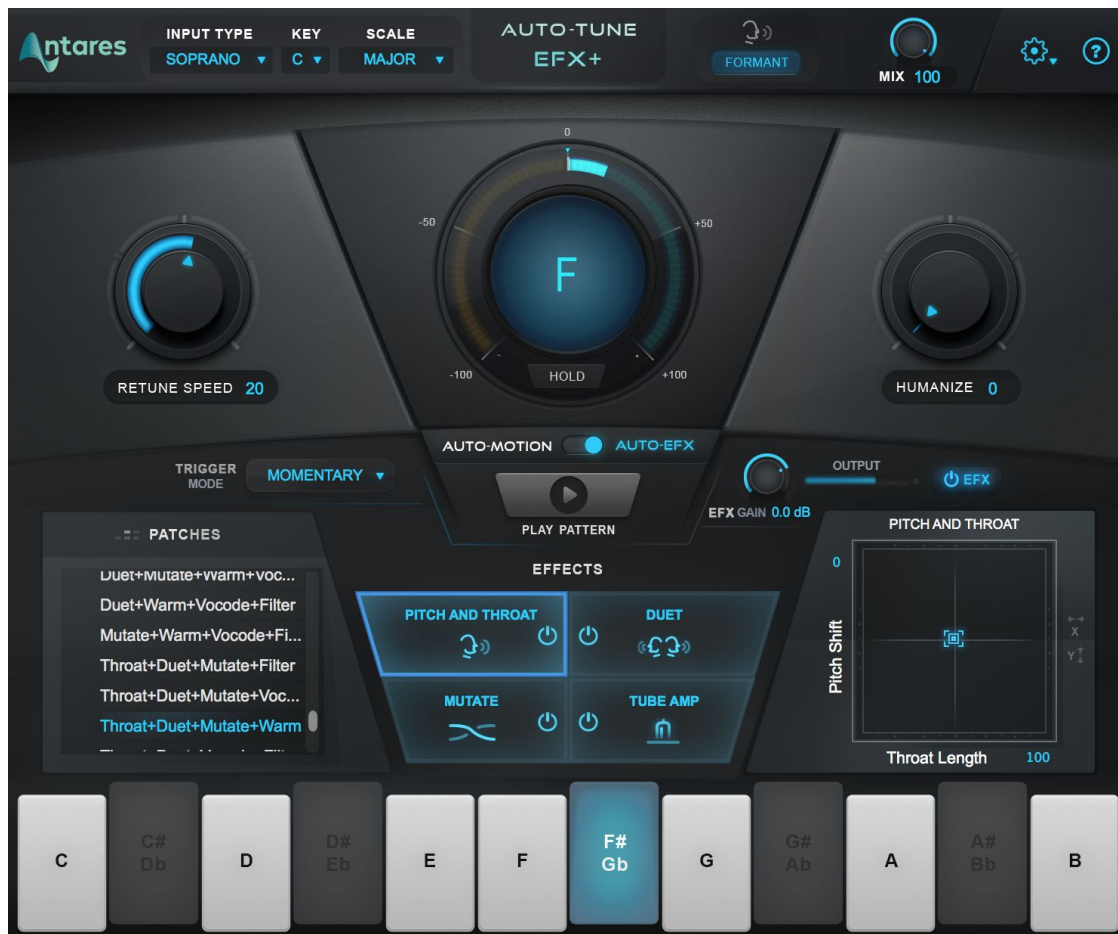 Antares
INPUT TYPE KEY SCALE
SOPRANO C MAJOR
AUTO-TUNE
EFX+
FORMANT
MIX 100
?
0
-50 +50
F
-100 +100
- +
HOLD
RETUNE SPEED 20
HUMANIZE 0
AUTO-MOTION AUTO-EFX
TRIGGER
MODE
MOMENTARY
PLAY PATTERN
EFX GAIN 0.0 dB
OUTPUT
EFX
PATCHES
Duet+Mutate+Warm+Voc...
Duet+Warm+Vocode+Filter
Mutate+Warm+Vocode+Fi...
Throat+Duet+Mutate+Filter
Throat+Duet+Mutate+Voc...
Throat+Duet+Mutate+Warm
EFFECTS
PITCH AND THROAT
DUET
MUTATE
TUBE AMP
PITCH AND THROAT
0
Pitch Shift
X
Y
Throat Length 100
C
C#
Db
D
D#
Eb
E
F
F#
Gb
G
G#
Ab
A
A#
Bb
B